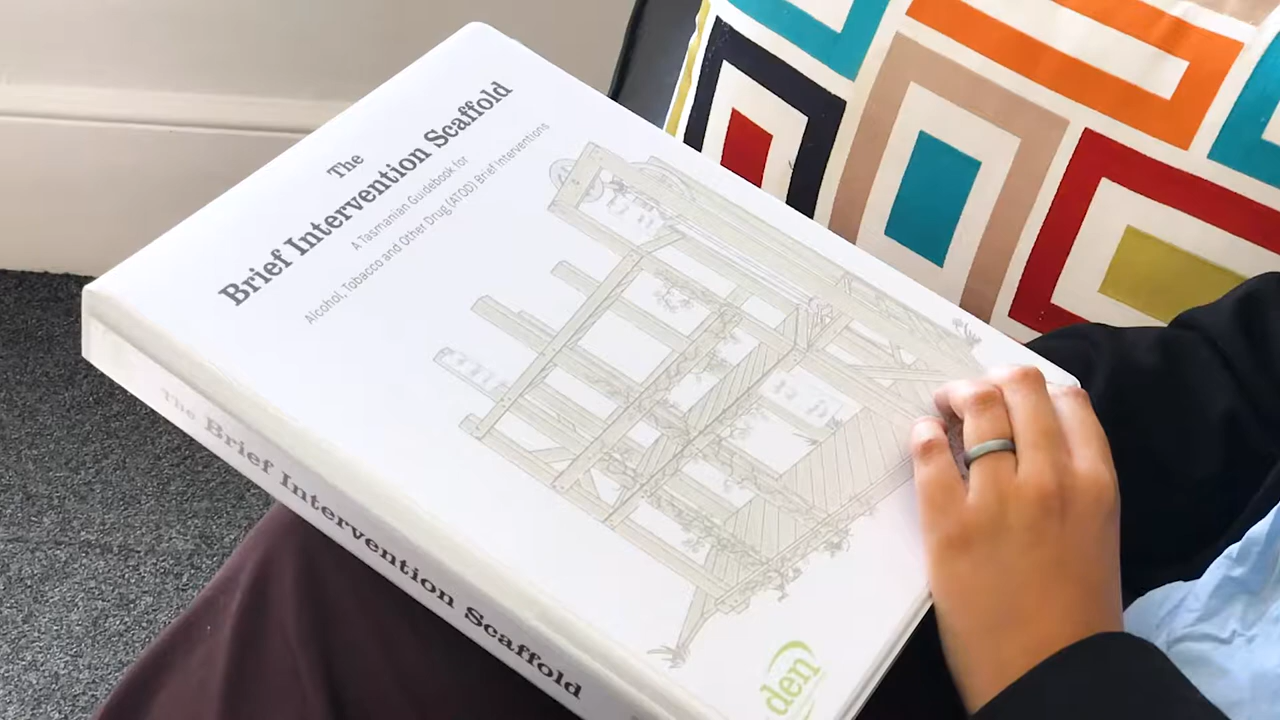 The
Brief Intervention Scaffold
A Tasmanian Guidebook for
Alcohol, Tobacco and Other Drug (ATOD) Brief Interventions
The Brief Intervention Scaffold
den